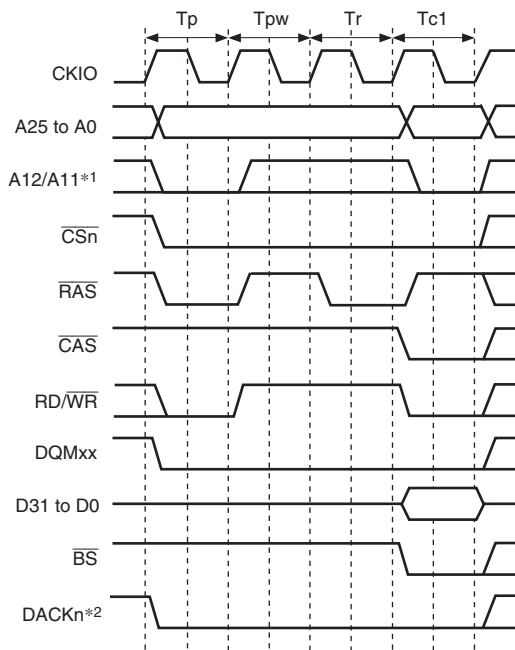 Tp Tpw Tr Tc1
CKIO
A25 to A0
A12/A11*1
CSn
RAS
CAS
RD/WR
DQMxx
D31 to D0
BS
DACKn*2